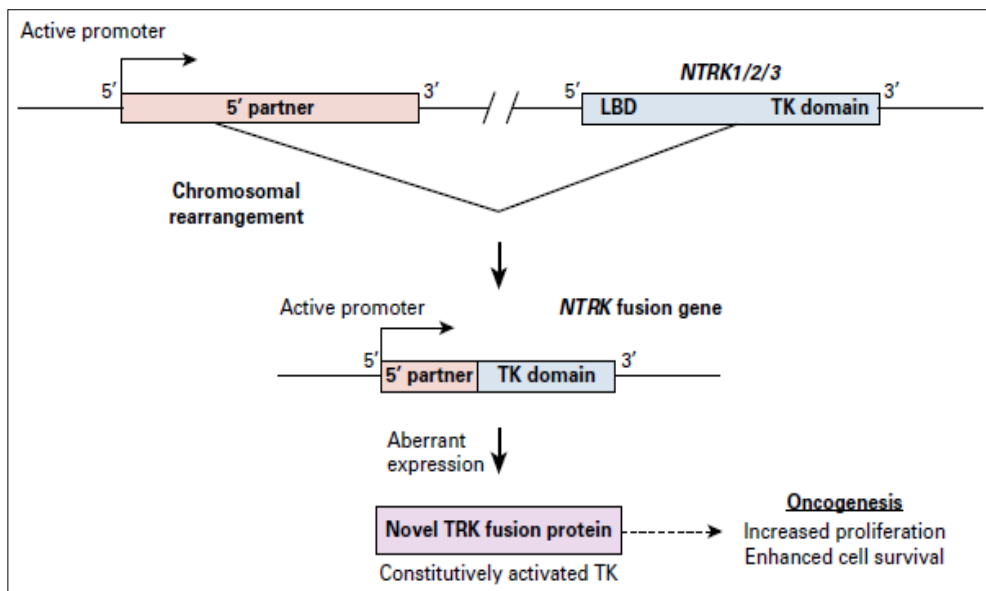 Active promoter
NTRK1/2/3
5′ 3′ 5′ 3′
5′ partner
LBD TK domain
Chromosomal
rearrangement
Active promoter
NTRK fusion gene
5′ 3′
5′ partner TK domain
Aberrant
expression
Novel TRK fusion protein
Constitutively activated TK
Oncogenesis
Increased proliferation
Enhanced cell survival